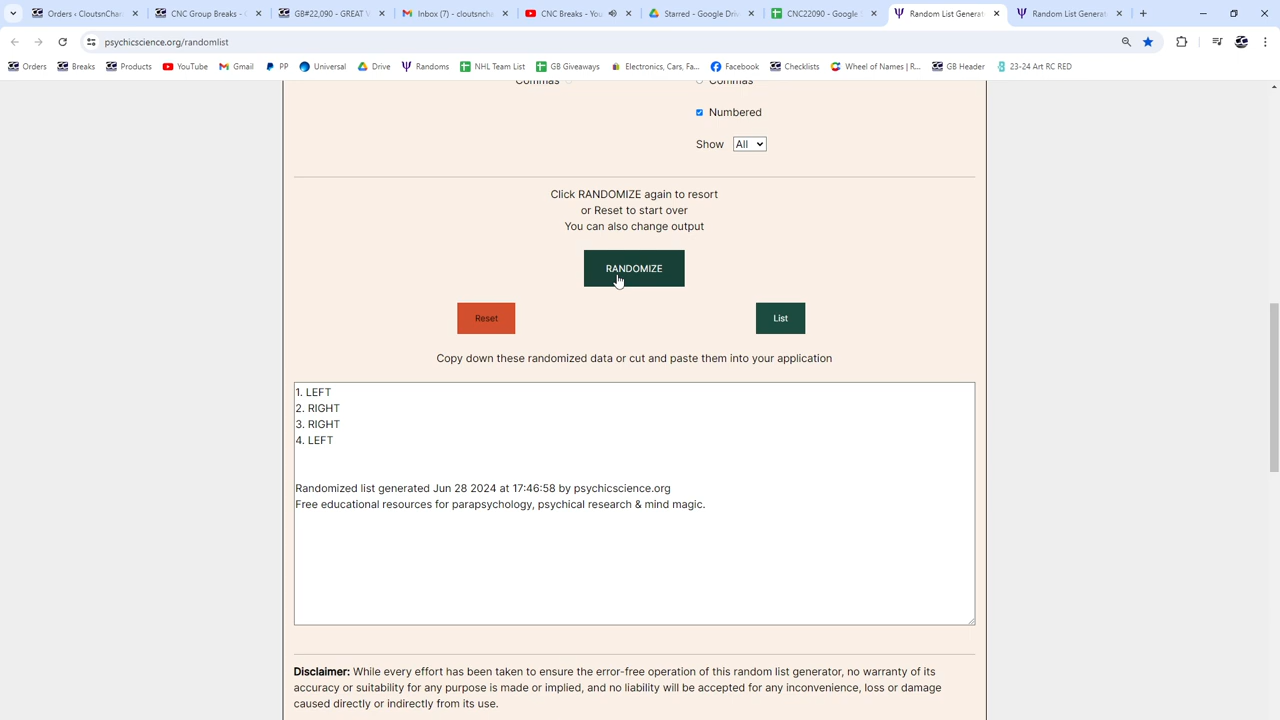 Orders ‹ CloutsnChar
CNC Group Breaks -
GB#22,090 - GREAT V
Inbox (7) - cloutsnch
CNC Breaks - You
Starred - Google Driv
CNC22090 - Google S
Random List Generat
Random List Generato
psychicscience.org/randomlist
Orders
Breaks
Products
YouTube
Gmail
PP
Universal
Drive
Randoms
NHL Team List
GB Giveaways
Electronics, Cars, Fa...
Facebook
Checklists
Wheel of Names | R...
GB Header
23-24 Art RC RED
Commas
Commas
Numbered
Show All
Click RANDOMIZE again to resort
or Reset to start over
You can also change output
RANDOMIZE
Reset
List
Copy down these randomized data or cut and paste them into your application
1. LEFT
2. RIGHT
3. RIGHT
4. LEFT
Randomized list generated Jun 28 2024 at 17:46:58 by psychicscience.org
Free educational resources for parapsychology, psychical research & mind magic.
Disclaimer: While every effort has been taken to ensure the error-free operation of this random list generator, no warranty of its
accuracy or suitability for any purpose is made or implied, and no liability will be accepted for any inconvenience, loss or damage
caused directly or indirectly from its use.